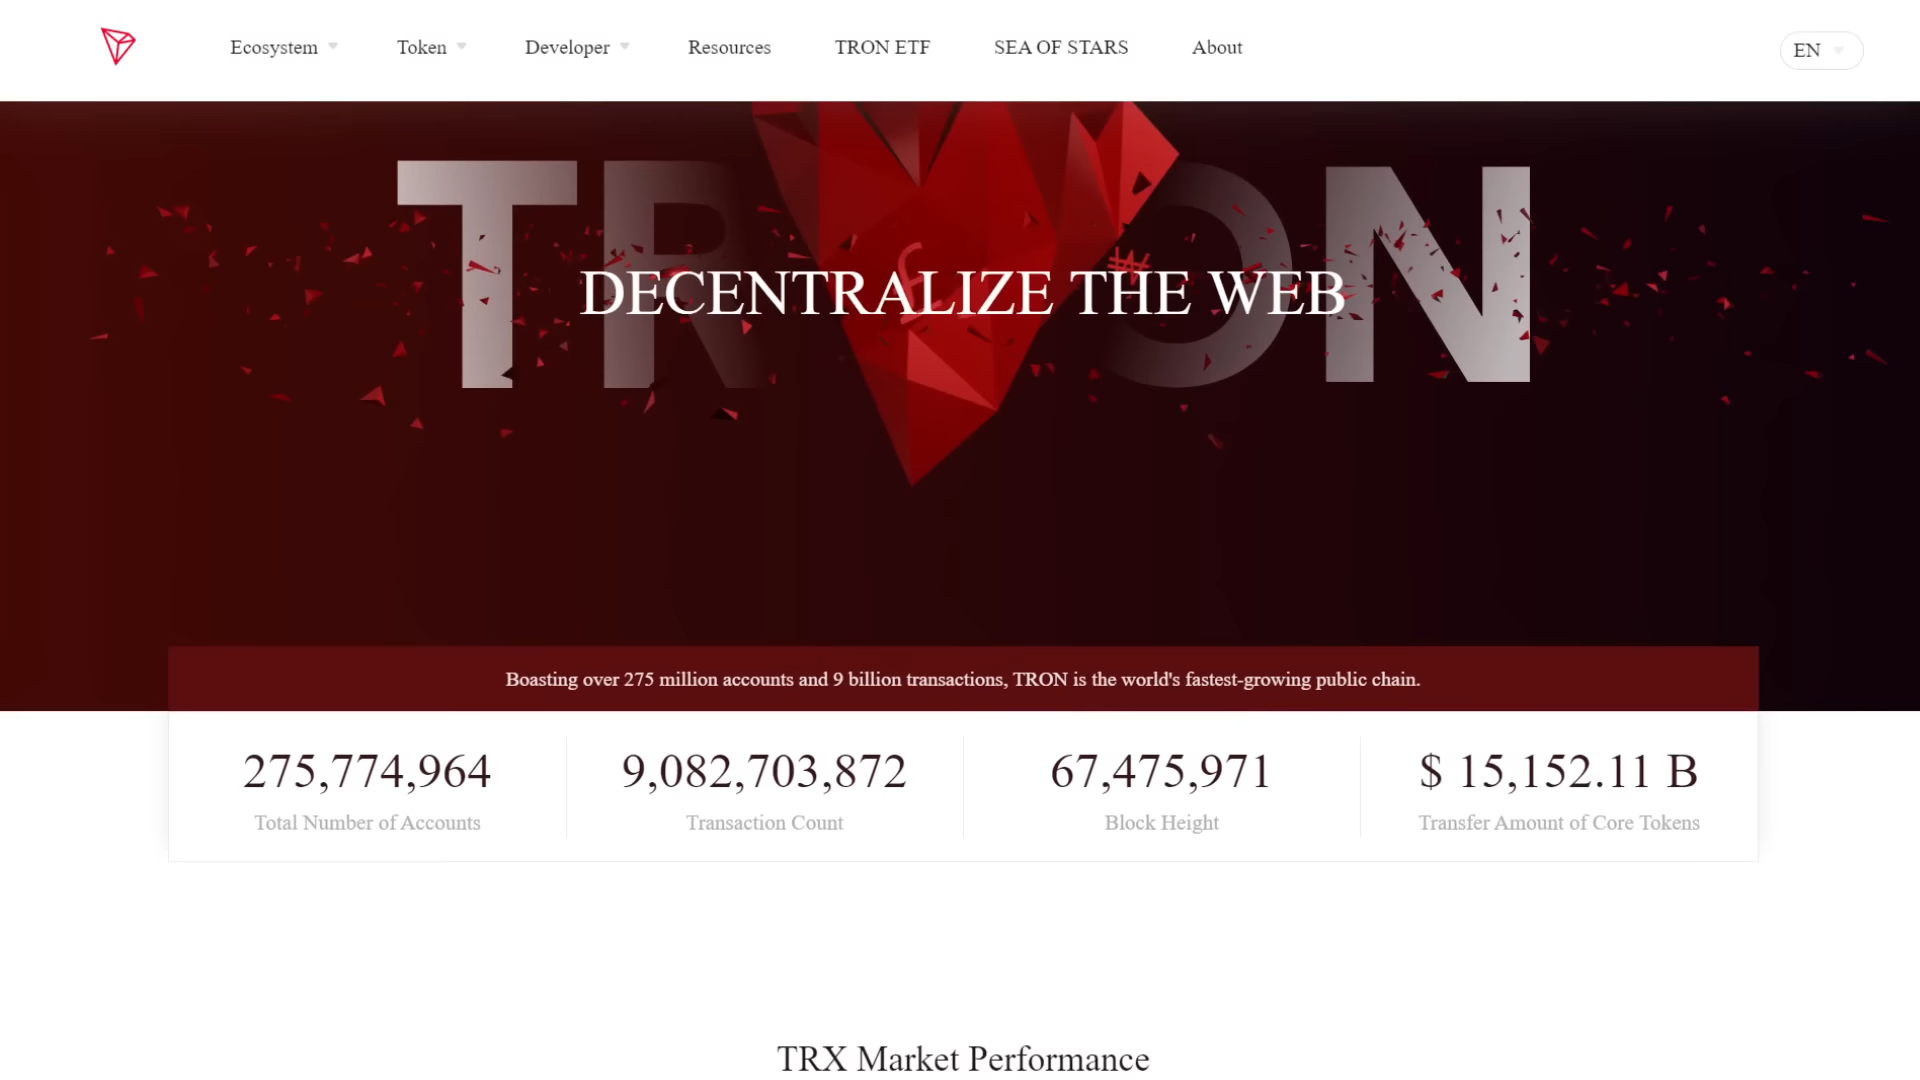 Ecosystem Token Developer Resources TRON ETF SEA OF STARS About EN
TRON
DECENTRALIZE THE WEB
Boasting over 275 million accounts and 9 billion transactions, TRON is the world's fastest-growing public chain.
275,774,964 9,082,703,872 67,475,971 $ 15,152.11 B
Total Number of Accounts Transaction Count Block Height Transfer Amount of Core Tokens
TRX Market Performance